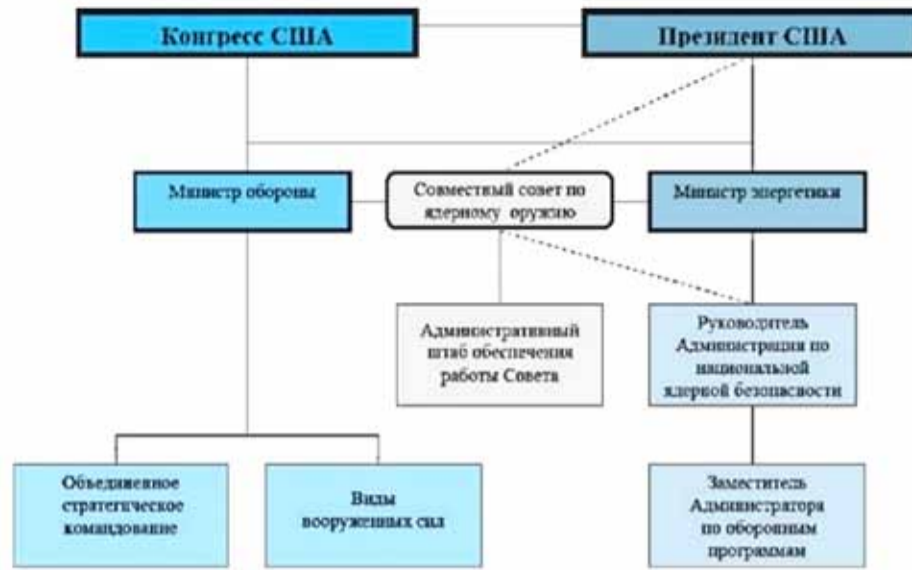 Конгресс США
Президент США
Министр обороны
Совместный совет по
ядерному оружию
Министр энергетики
Административный
штаб обеспечения
работы Совета
Руководитель
Администрации по
национальной
ядерной безопасности
Объединенное
стратегическое
командование
Виды
вооруженных сил
Заместитель
Администратора
по оборонным
программам